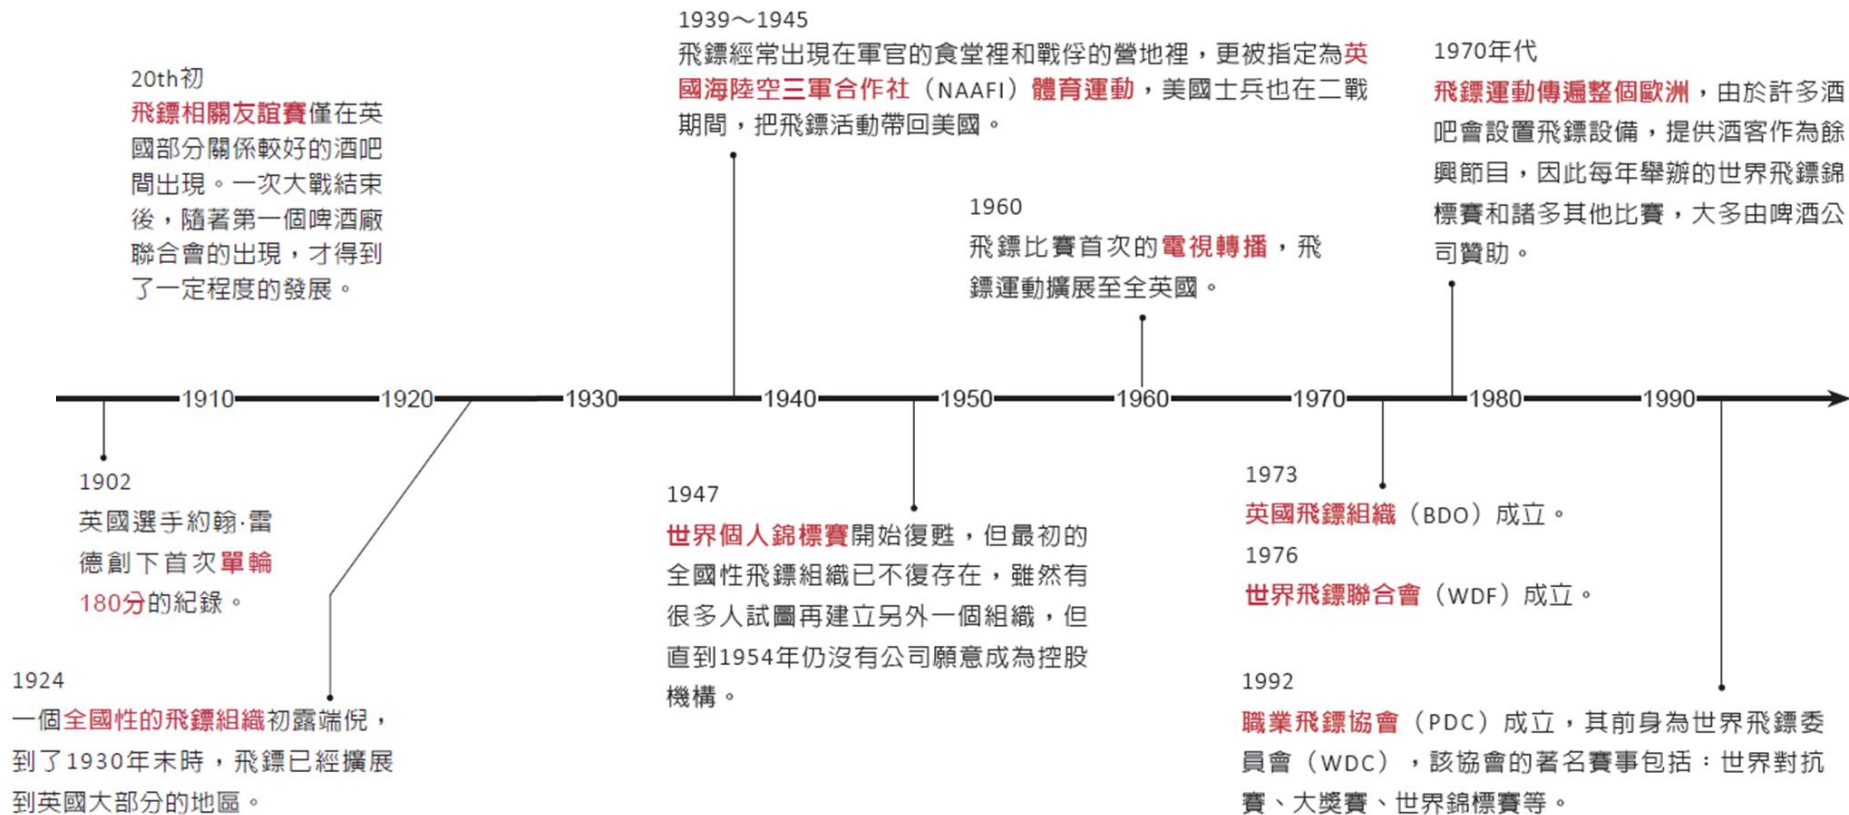 20th初
飛鏢相關友誼賽僅在英
國部分關係較好的酒吧
間出現。一次大戰結束
後，隨著第一個啤酒廠
聯合會的出現，才得到
了一定程度的發展。
1939～1945
飛鏢經常出現在軍官的食堂裡和戰俘的營地裡，更被指定為英
國海陸空三軍合作社（NAAFI）體育運動，美國士兵也在二戰
期間，把飛鏢活動帶回美國。
1960
飛鏢比賽首次的電視轉播，飛
鏢運動擴展至全英國。
1970年代
飛鏢運動傳遍整個歐洲，由於許多酒
吧會設置飛鏢設備，提供酒客作為餘
興節目，因此每年舉辦的世界飛鏢錦
標賽和諸多其他比賽，大多由啤酒公
司贊助。
1910 1920 1930 1940 1950 1960 1970 1980 1990
1902
英國選手約翰·雷
德創下首次單輪
180分的紀錄。
1924
一個全國性的飛鏢組織初露端倪，
到了1930年末時，飛鏢已經擴展
到英國大部分的地區。
1947
世界個人錦標賽開始復甦，但最初的
全國性飛鏢組織已不復存在，雖然有
很多人試圖再建立另外一個組織，但
直到1954年仍沒有公司願意成為控股
機構。
1973
英國飛鏢組織（BDO）成立。
1976
世界飛鏢聯合會（WDF）成立。
1992
職業飛鏢協會（PDC）成立，其前身為世界飛鏢委
員會（WDC），該協會的著名賽事包括：世界對抗
賽、大獎賽、世界錦標賽等。